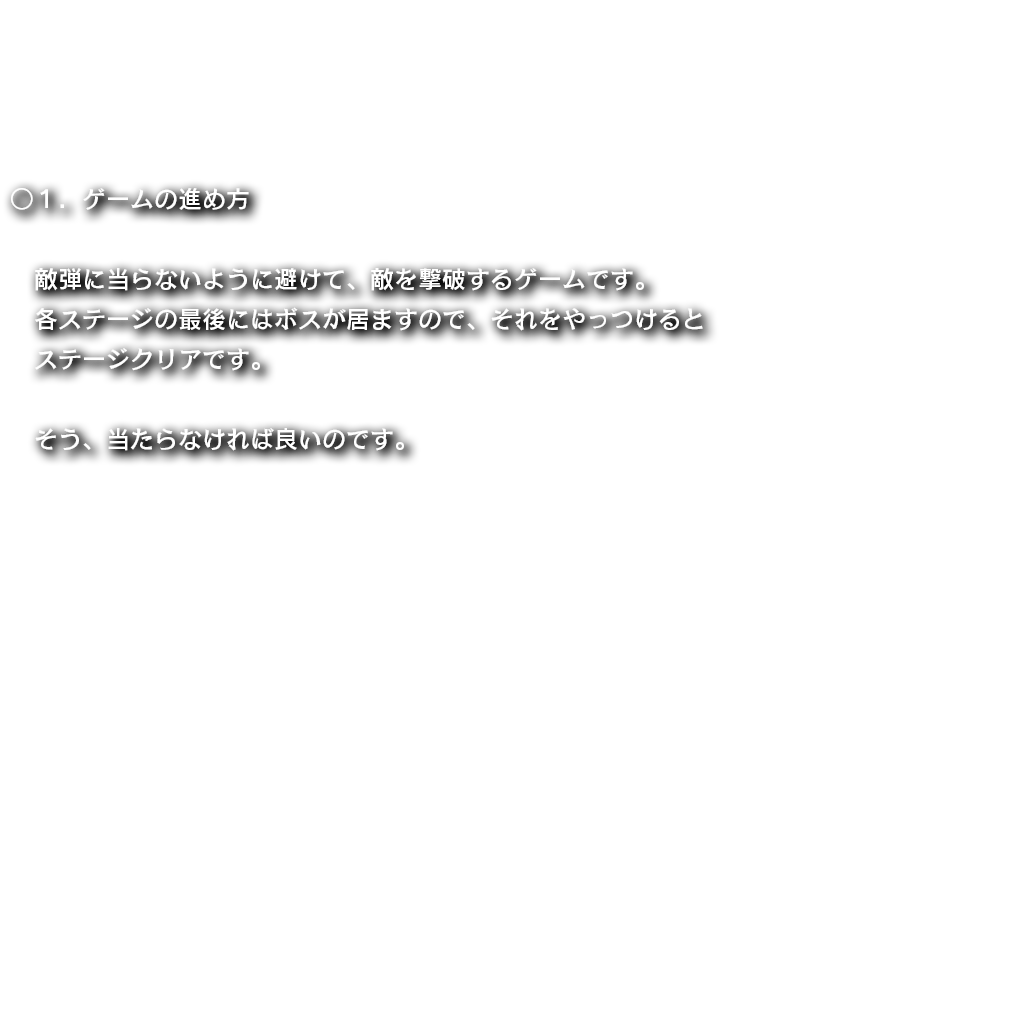 ○１．ゲームの進め方
敵弾に当らないように避けて、敵を撃破するゲームです。
各ステージの最後にはボスが居ますので、それをやっつけると
ステージクリアです。
そう、当たらなければ良いのです。